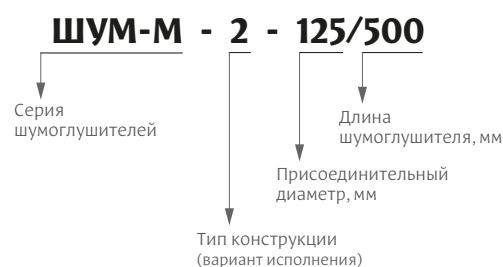 ШУМ-М - 2 - 125/500
Серия
шумоглушителей
Длина
шумоглушителя, мм
Присоединительный
диаметр, мм
Тип конструкции
(вариант исполнения)